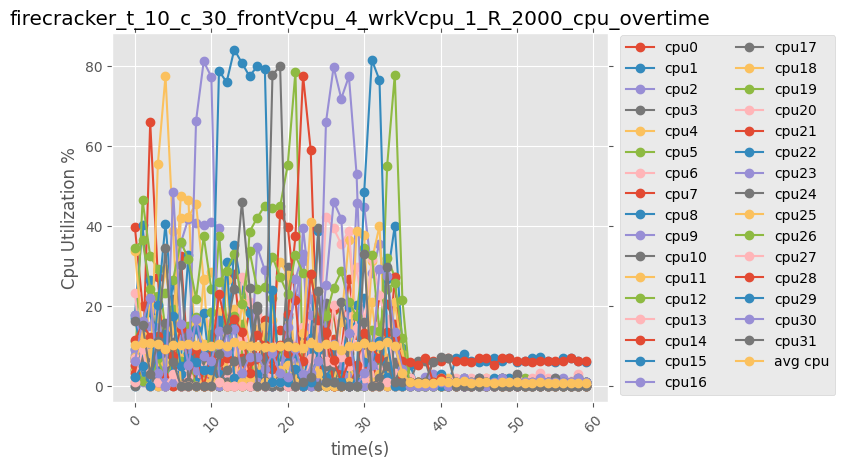 firecracker_t_10_c_30_frontVcpu_4_wrkVcpu_1_R_2000_cpu_overtime
Cpu Utilization %
80
60
40
20
0
0
10
20
30
40
50
60
time(s)
cpu0
cpu1
cpu2
cpu3
cpu4
cpu5
cpu6
cpu7
cpu8
cpu9
cpu10
cpu11
cpu12
cpu13
cpu14
cpu15
cpu16
cpu17
cpu18
cpu19
cpu20
cpu21
cpu22
cpu23
cpu24
cpu25
cpu26
cpu27
cpu28
cpu29
cpu30
cpu31
avg cpu